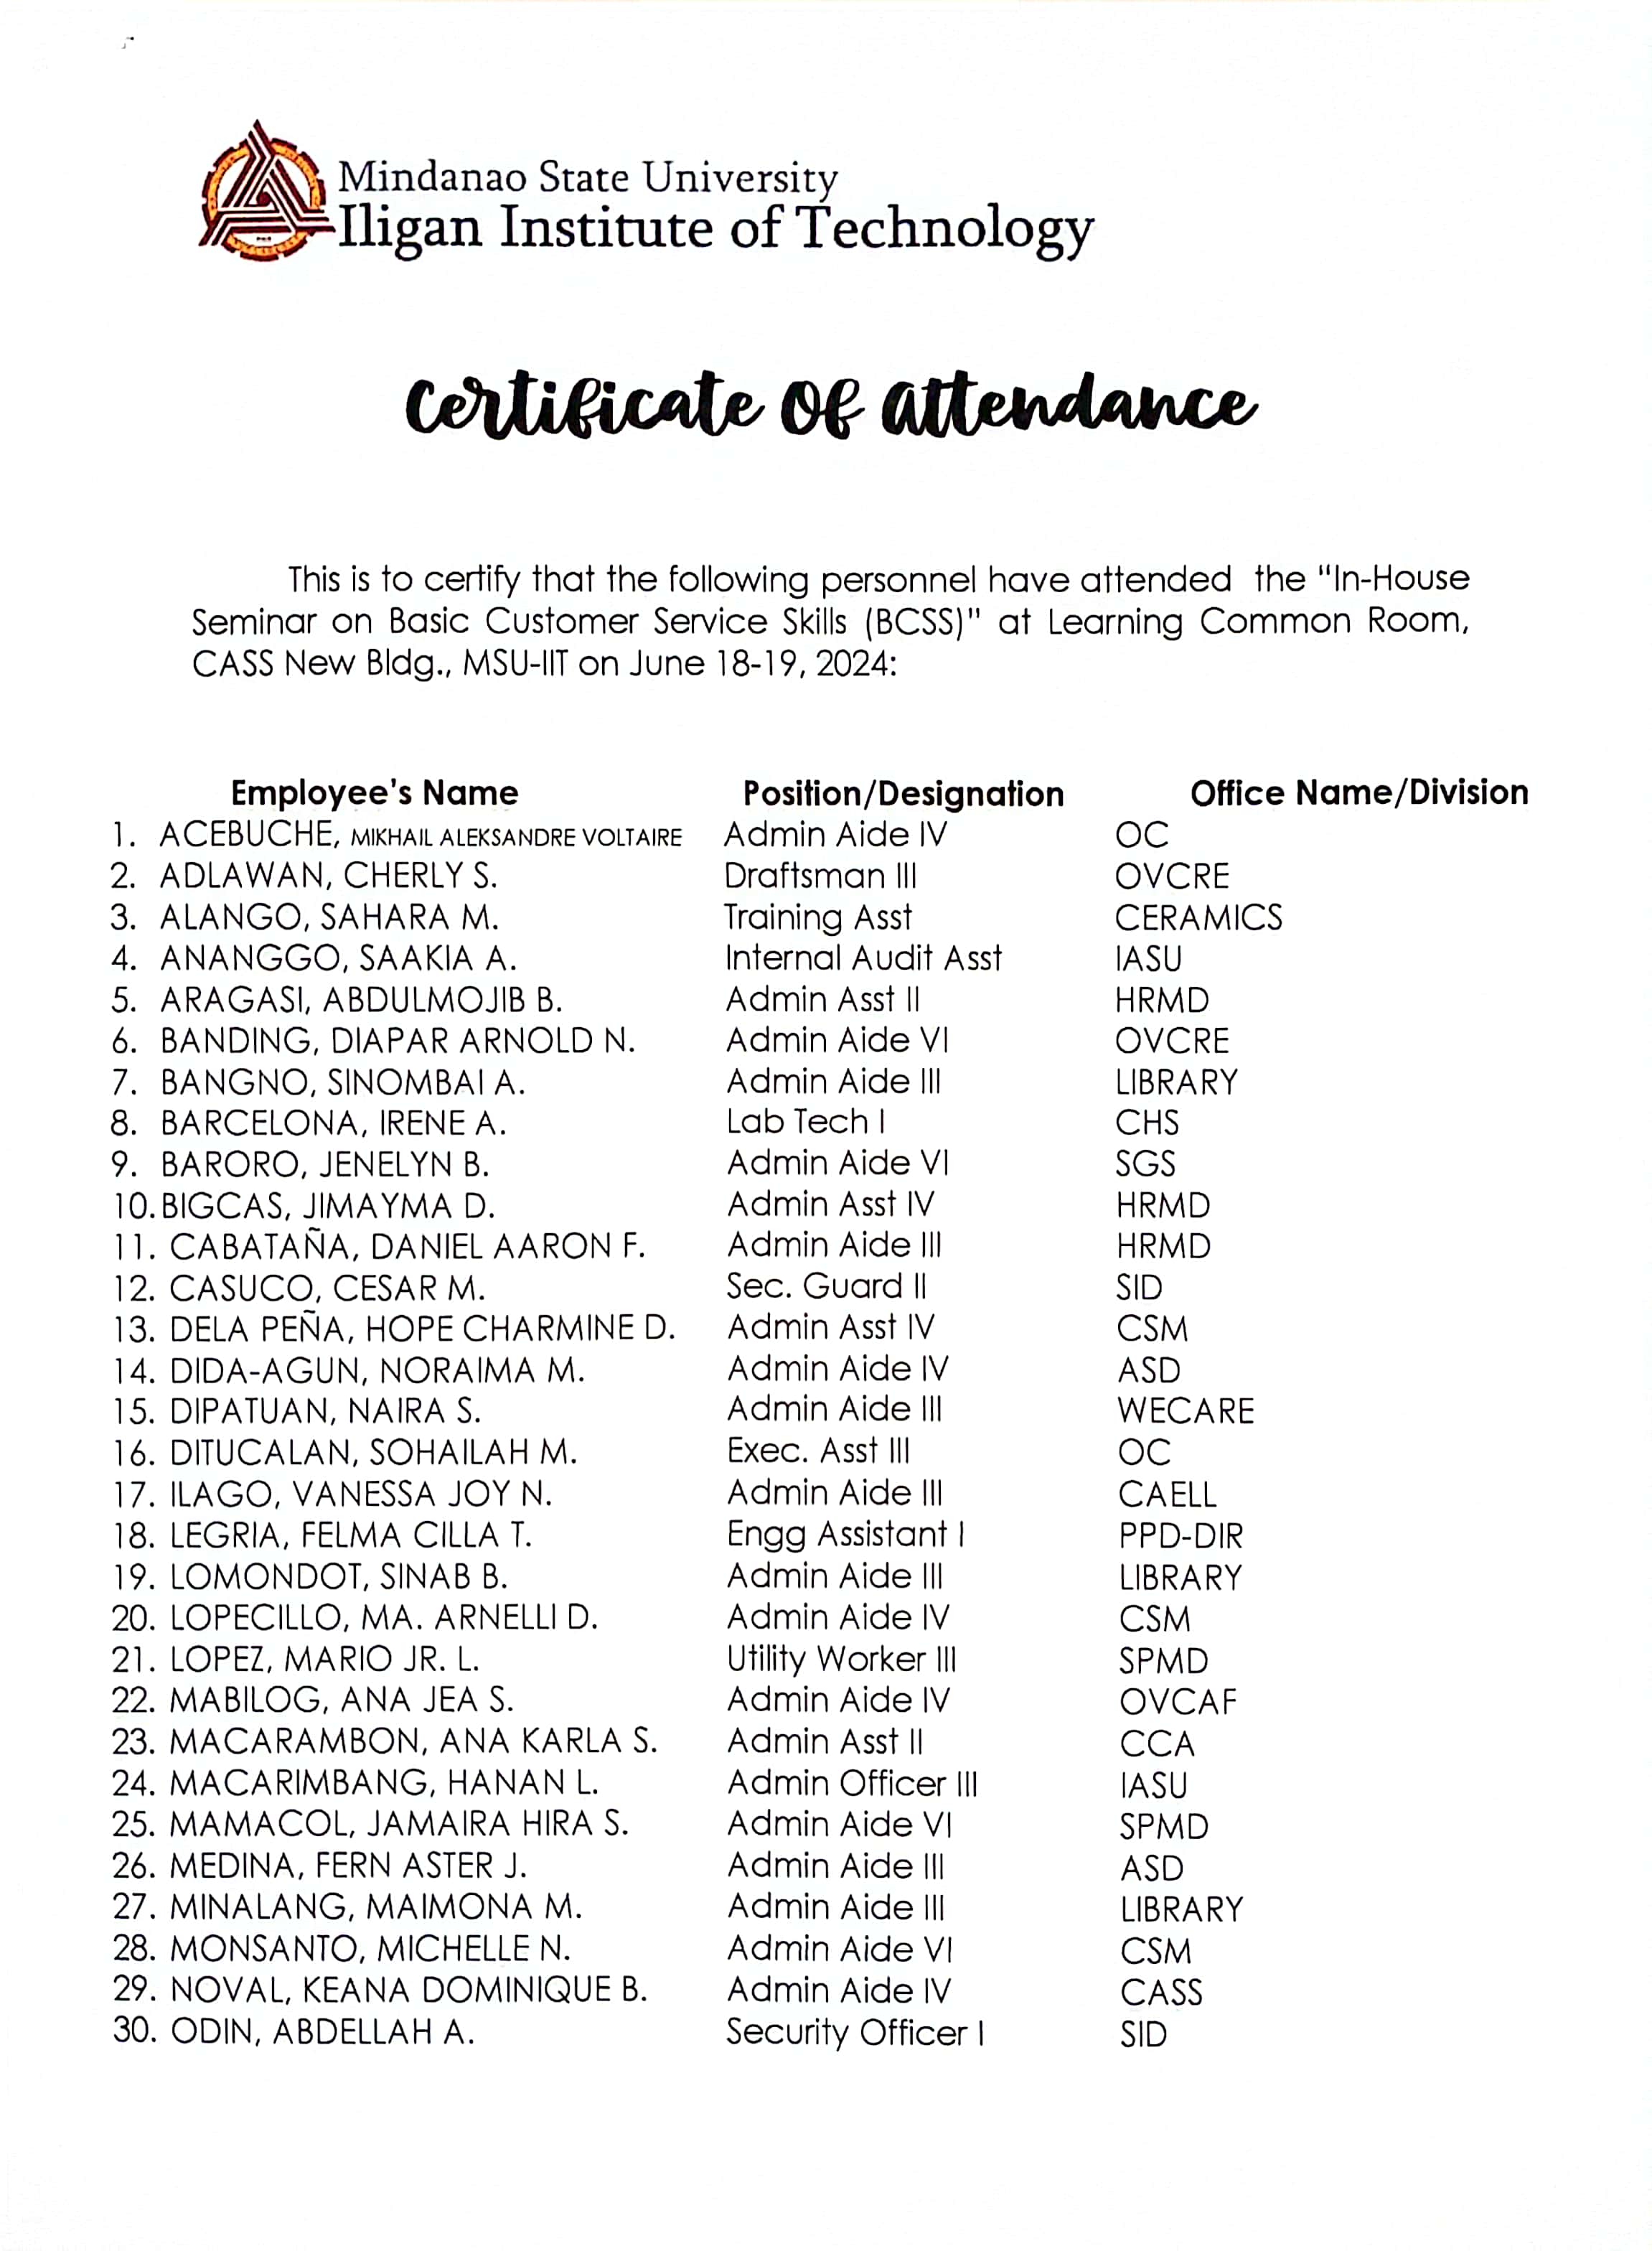 Mindanao State University
Iligan Institute of Technology
Certificate Of Attendance
This is to certify that the following personnel have attended the "In-House
Seminar on Basic Customer Service Skills (BCSS)" at Learning Common Room,
CASS New Bldg., MSU-IIT on June 18-19, 2024:
Employee's Name Position/Designation Office Name/Division
1. ACEBUCHE, MIKHAIL ALEKSANDRE VOLTAIRE Admin Aide IV OC
2. ADLAWAN, CHERLY S. Draftsman III OVCRE
3. ALANGO, SAHARA M. Training Asst CERAMICS
4. ANANGGO, SAAKIA A. Internal Audit Asst IASU
5. ARAGASI, ABDULMOJIB B. Admin Asst II HRMD
6. BANDING, DIAPAR ARNOLD N. Admin Aide VI OVCRE
7. BANGNO, SINOMBAI A. Admin Aide III LIBRARY
8. BARCELONA, IRENE A. Lab Tech I CHS
9. BARORO, JENELYN B. Admin Aide VI SGS
10. BIGCAS, JIMAYMA D. Admin Asst IV HRMD
11. CABATAÑA, DANIEL AARON F. Admin Aide III HRMD
12. CASUCO, CESAR M. Sec. Guard II SID
13. DELA PEÑA, HOPE CHARMINE D. Admin Asst IV CSM
14. DIDA-AGUN, NORAIMA M. Admin Aide IV ASD
15. DIPATUAN, NAIRA S. Admin Aide III WECARE
16. DITUCALAN, SOHAILAH M. Exec. Asst III OC
17. ILAGO, VANESSA JOY N. Admin Aide III CAELL
18. LEGRIA, FELMA CILLA T. Engg Assistant I PPD-DIR
19. LOMONDOT, SINAB B. Admin Aide III LIBRARY
20. LOPECILLO, MA. ARNELLI D. Admin Aide IV CSM
21. LOPEZ, MARIO JR. L. Utility Worker III SPMD
22. MABILOG, ANA JEA S. Admin Aide IV OVCAF
23. MACARAMBON, ANA KARLA S. Admin Asst II CCA
24. MACARIMBANG, HANAN L. Admin Officer III IASU
25. MAMACOL, JAMAIRA HIRA S. Admin Aide VI SPMD
26. MEDINA, FERN ASTER J. Admin Aide III ASD
27. MINALANG, MAIMONA M. Admin Aide III LIBRARY
28. MONSANTO, MICHELLE N. Admin Aide VI CSM
29. NOVAL, KEANA DOMINIQUE B. Admin Aide IV CASS
30. ODIN, ABDELLAH A. Security Officer I SID